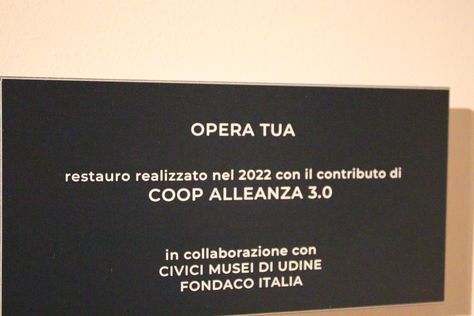 OPERA TUA
restauro realizzato nel 2022 con il contributo di
COOP ALLEANZA 3.0
in collaborazione con
CIVICI MUSEI DI UDINE
FONDACO ITALIA